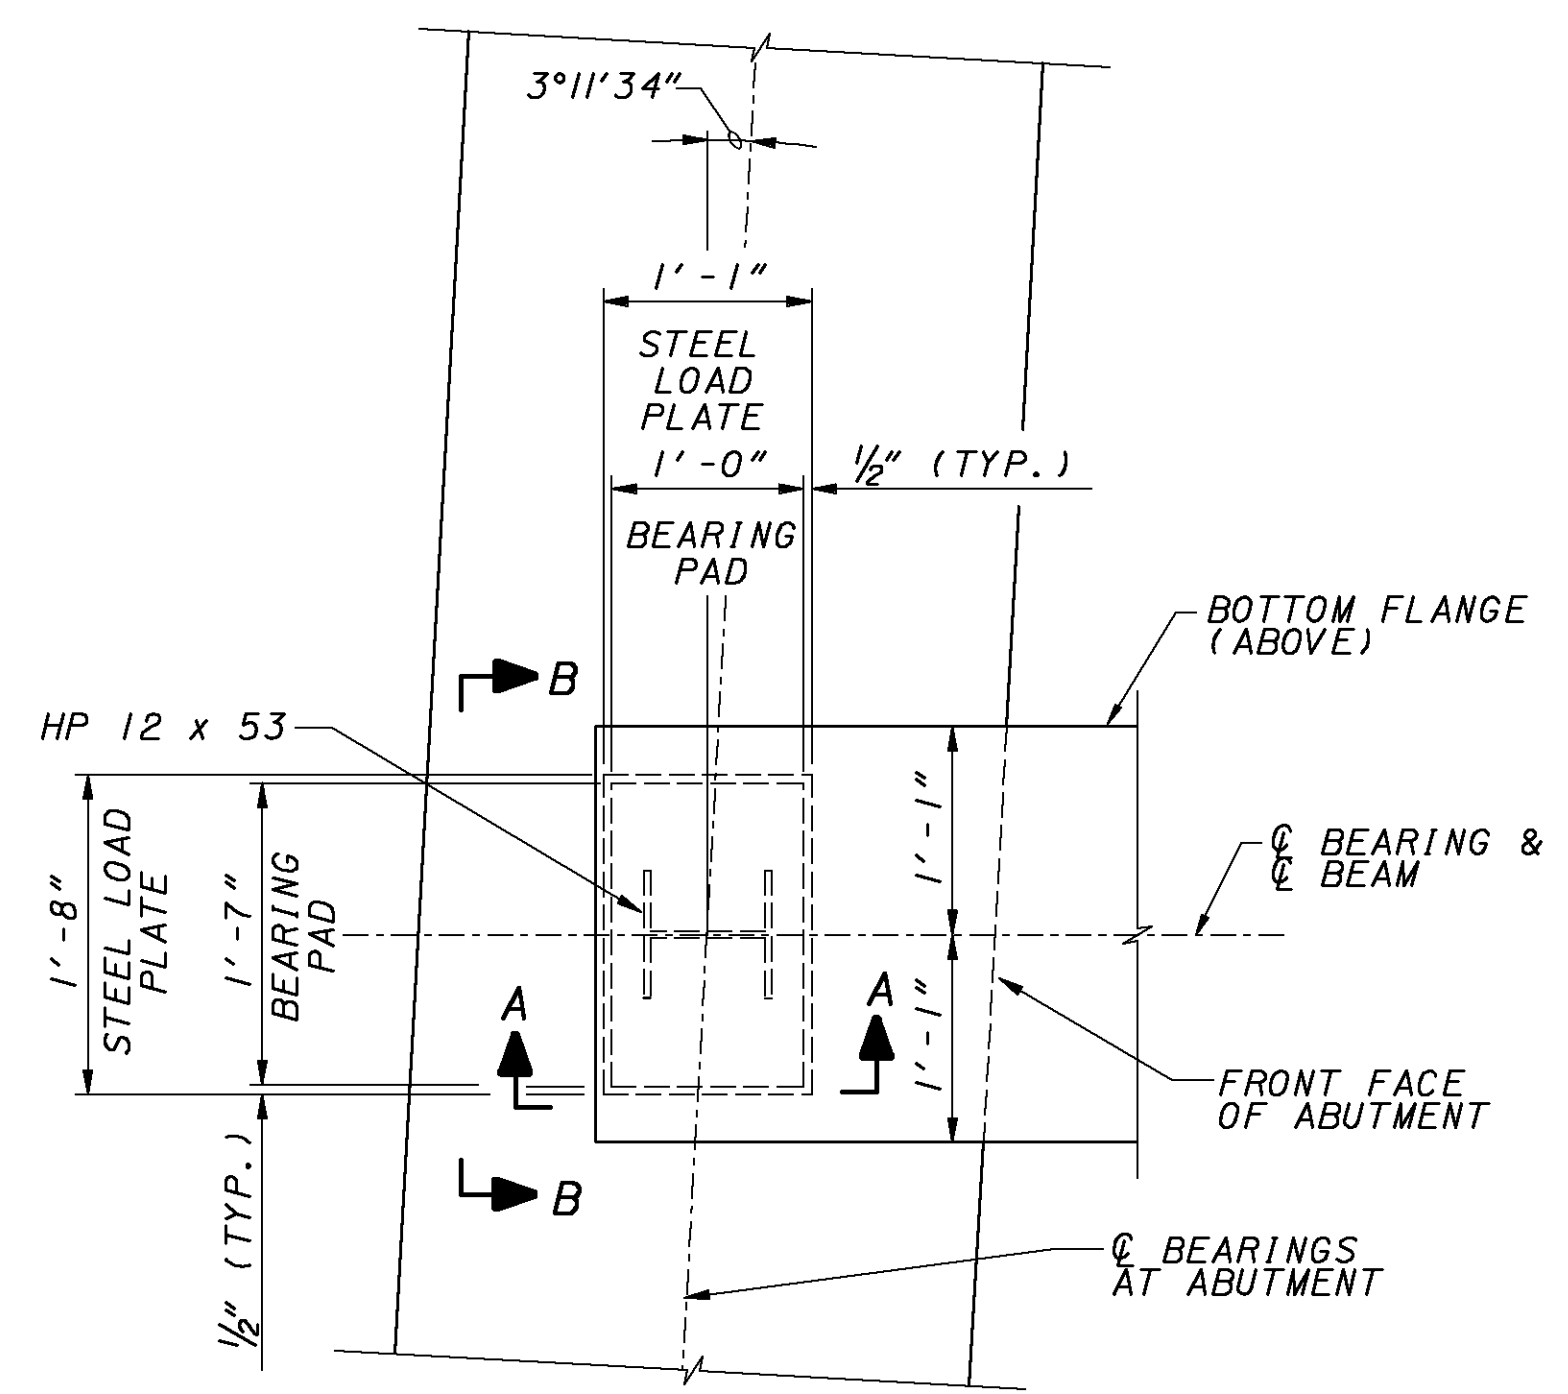 3°11'34"
1'-1"
STEEL
LOAD
PLATE
1'-0"
½" (TYP.)
BEARING
PAD
BOTTOM FLANGE
(ABOVE)
B
HP 12 x 53
1'-8"
STEEL LOAD
PLATE
1'-7"
BEARING
PAD
1'-1"
℄ BEARING &
℄ BEAM
A
A
1'-1"
FRONT FACE
OF ABUTMENT
B
½" (TYP.)
℄ BEARINGS
AT ABUTMENT